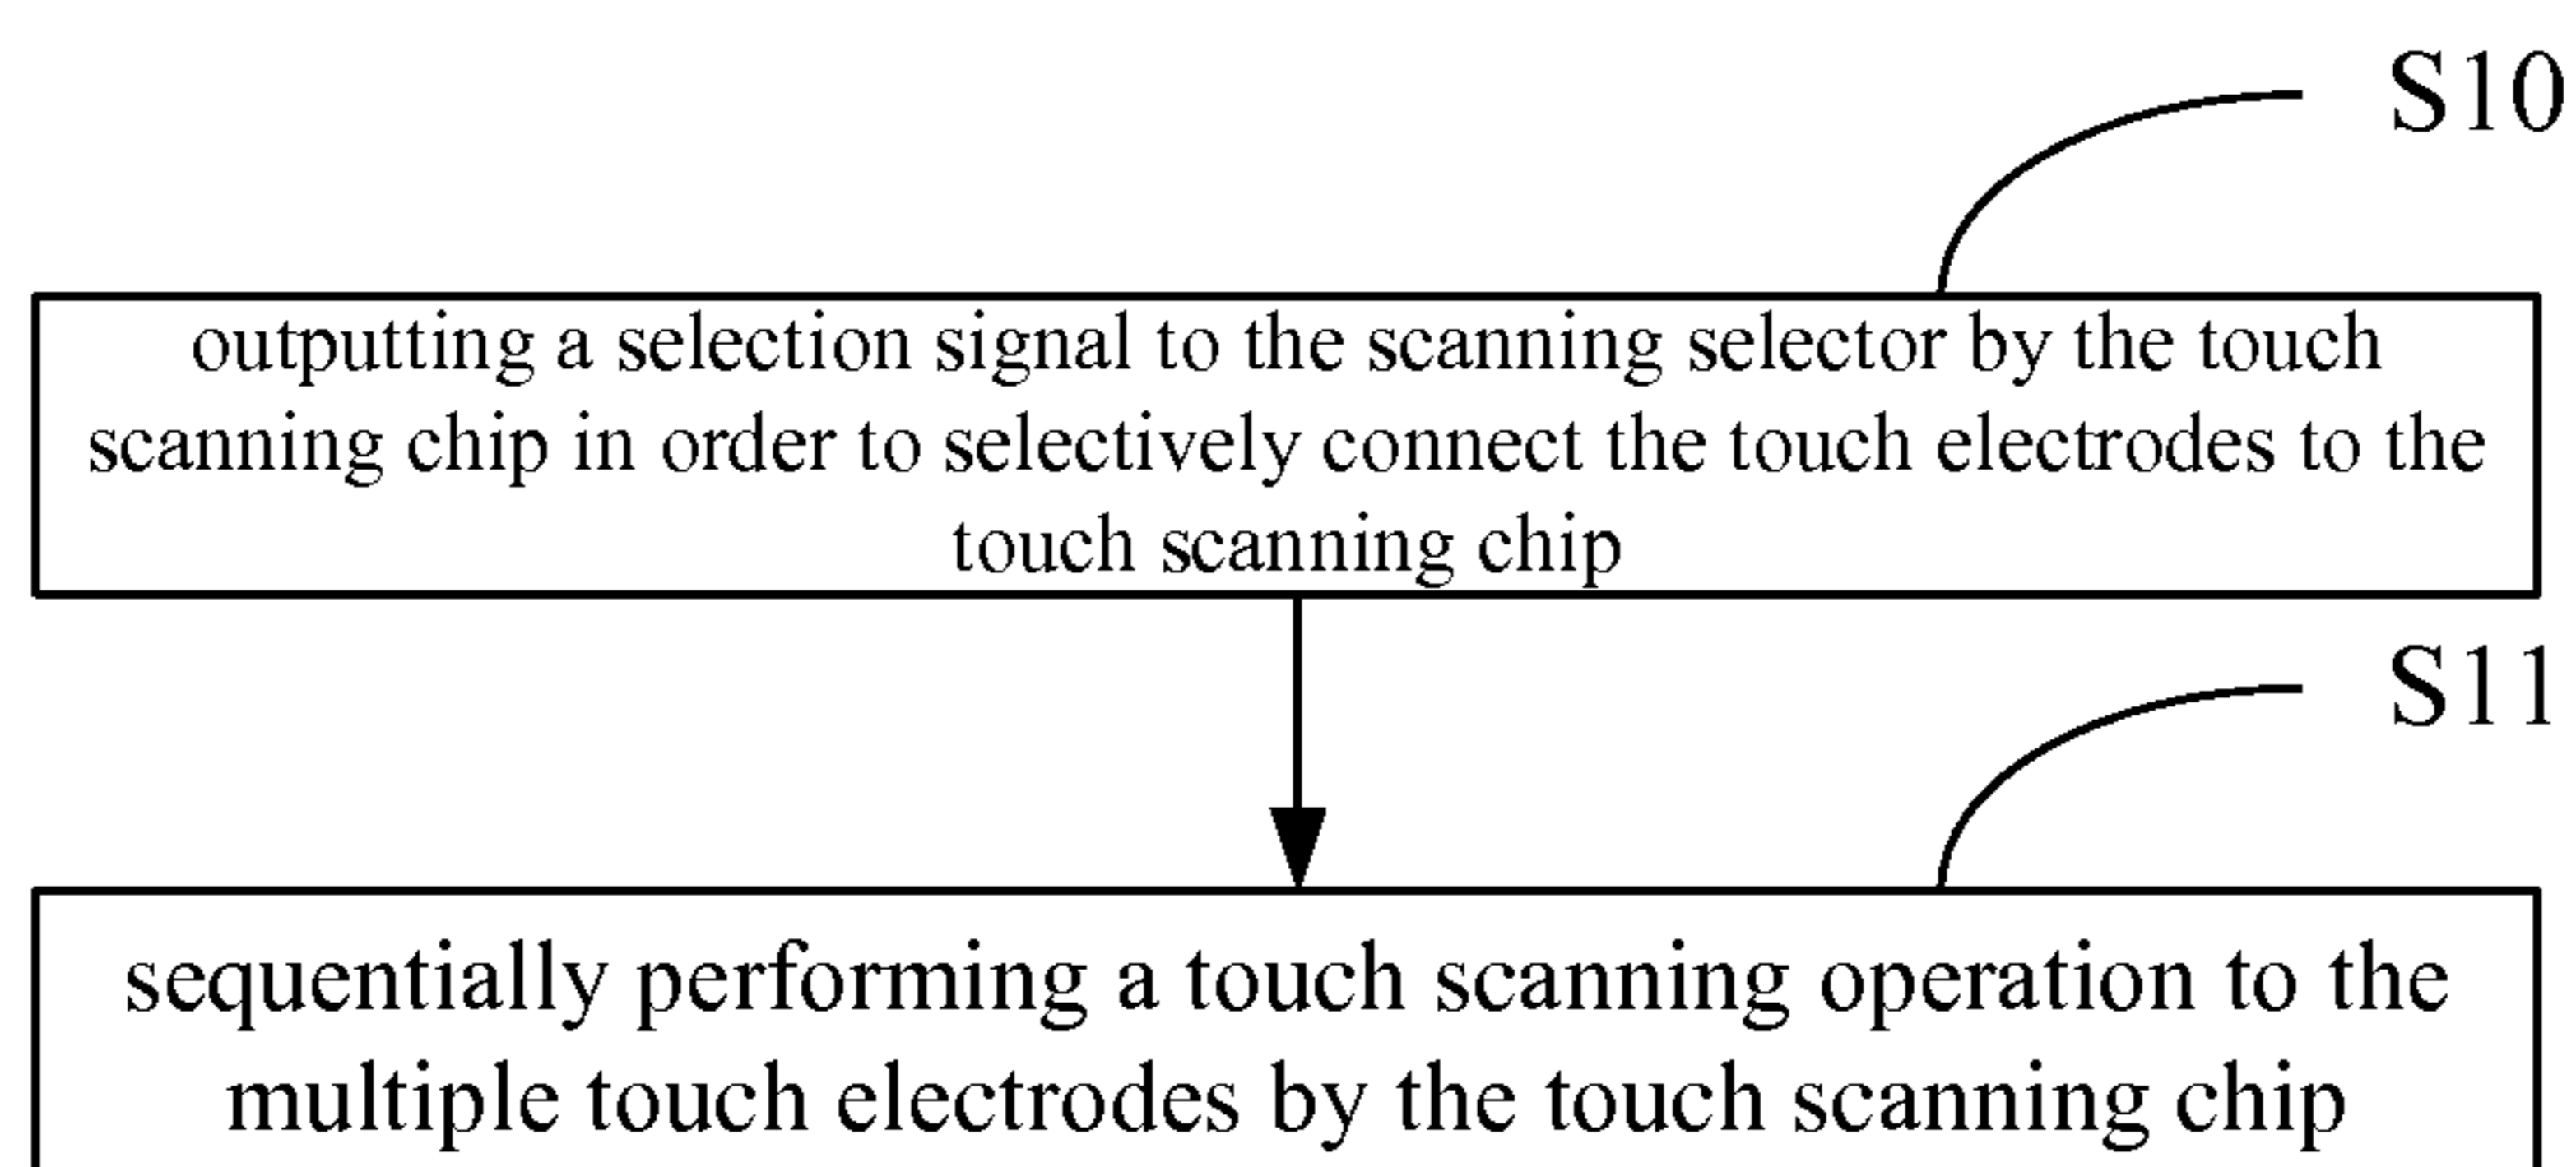 S10
outputting a selection signal to the scanning selector by the touch
scanning chip in order to selectively connect the touch electrodes to the
touch scanning chip
S11
sequentially performing a touch scanning operation to the
multiple touch electrodes by the touch scanning chip